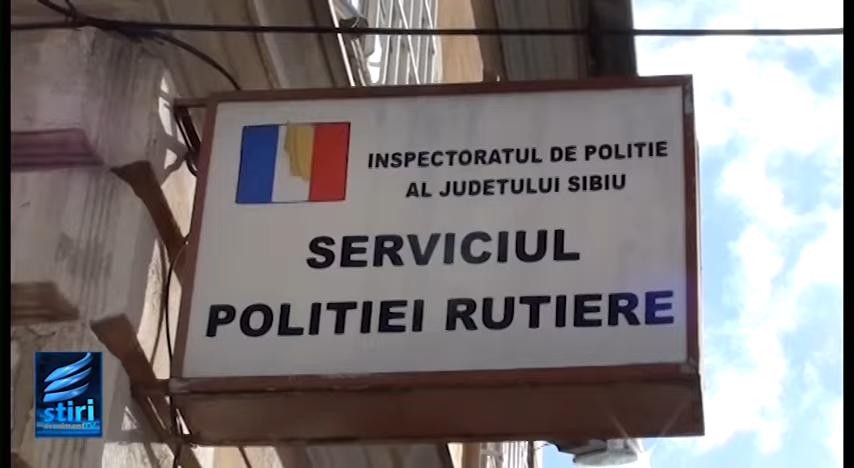 INSPECTORATUL DE POLITIE
AL JUDETULUI SIBIU
SERVICIUL
POLITIEI RUTIERE
stiri